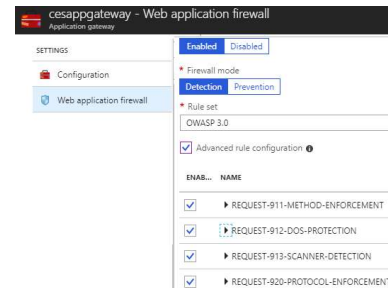 cesappgateway - Web application firewall
Application gateway
SETTINGS
Configuration
Web application firewall
Enabled Disabled
* Firewall mode
Detection Prevention
* Rule set
OWASP 3.0
Advanced rule configuration
ENAB... NAME
REQUEST-911-METHOD-ENFORCEMENT
REQUEST-912-DOS-PROTECTION
REQUEST-913-SCANNER-DETECTION
REQUEST-920-PROTOCOL-ENFORCEMENT